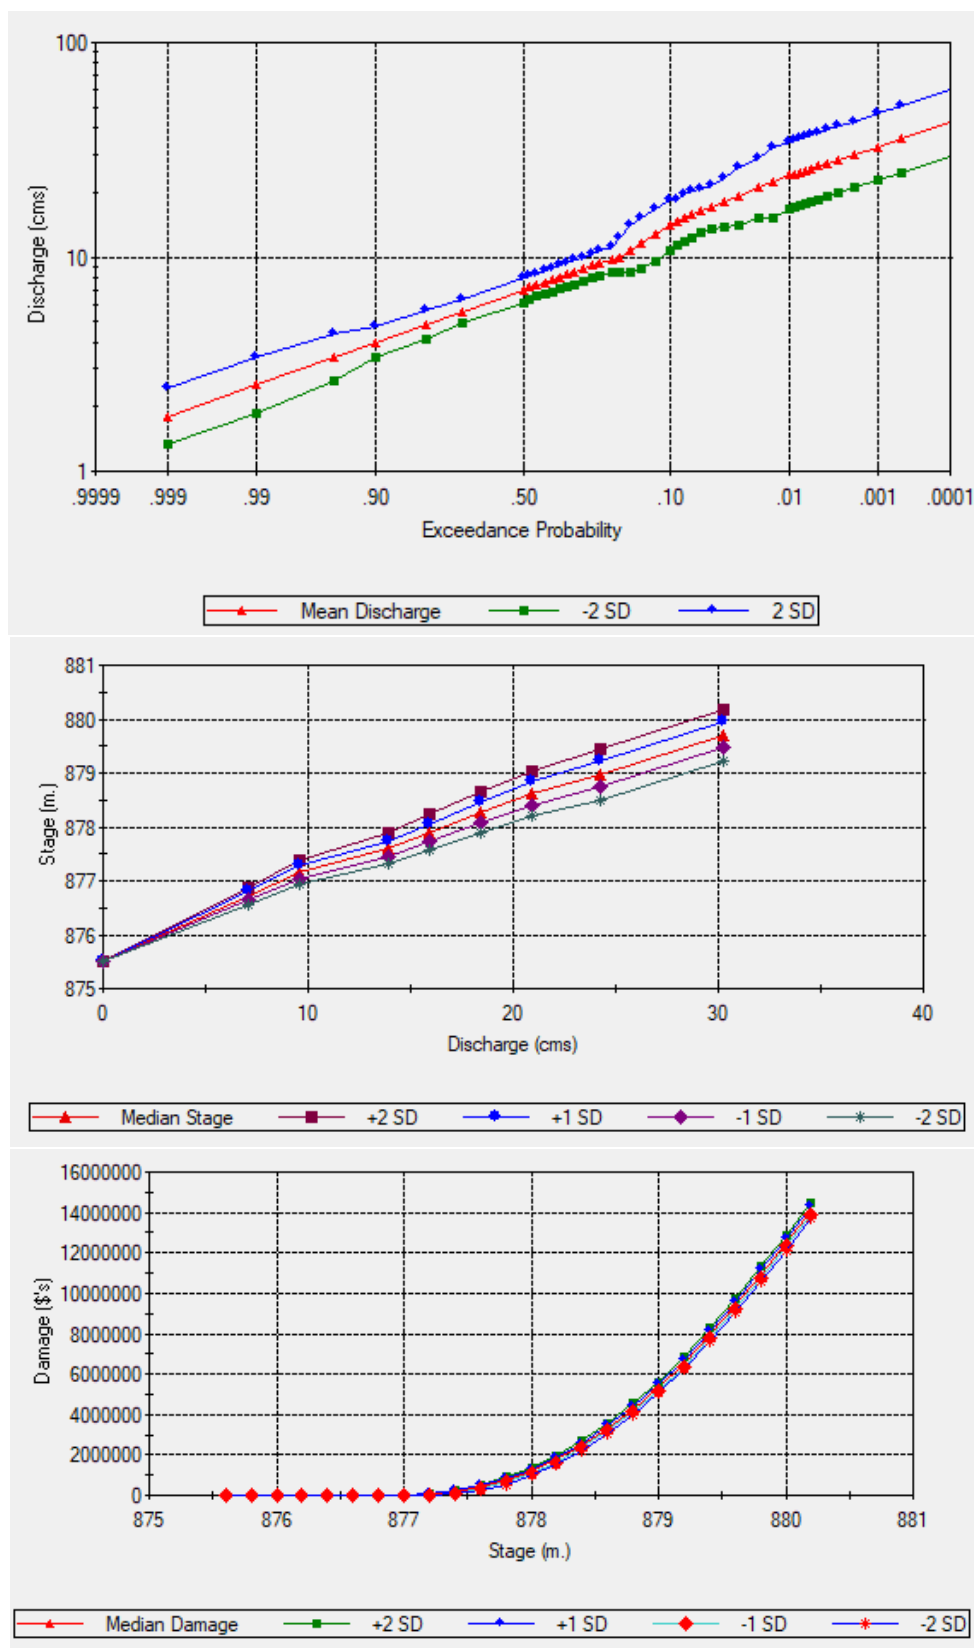 100
10
1
Discharge (cms)
.9999 .999 .99 .90 .50 .10 .01 .001 .0001
Exceedance Probability
Mean Discharge -2 SD 2 SD
881
880
879
878
877
876
875
Stage (m.)
0 10 20 30 40
Discharge (cms)
Median Stage +2 SD +1 SD -1 SD -2 SD
16000000
14000000
12000000
10000000
8000000
6000000
4000000
2000000
0
Damage ($'s)
875 876 877 878 879 880 881
Stage (m.)
Median Damage +2 SD +1 SD -1 SD -2 SD